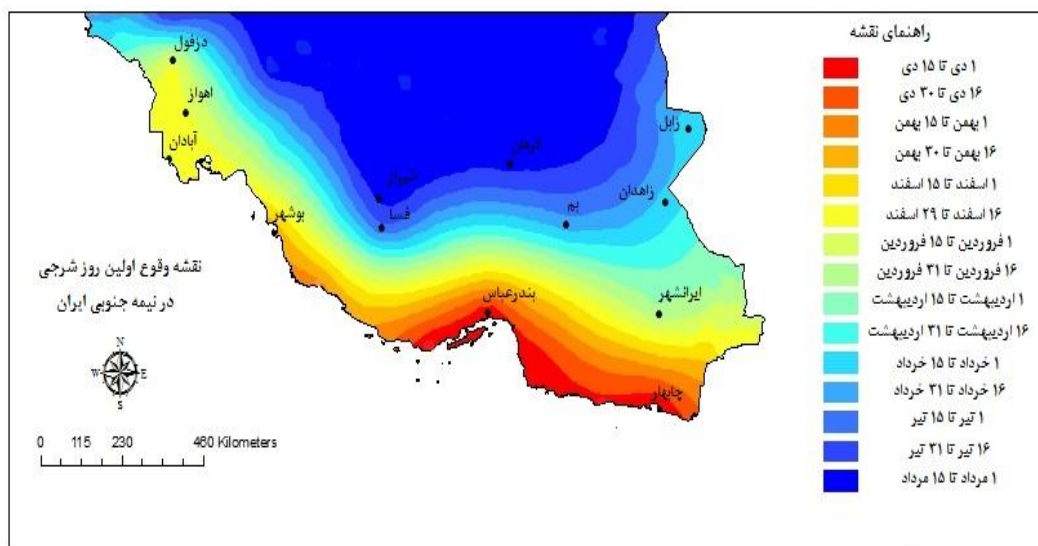 راهنمای نقشه
۱ دی تا ۱۵ دی
۱۶ دی تا ۳۰ دی
۱ بهمن تا ۱۵ بهمن
۱۶ بهمن تا ۳۰ بهمن
۱ اسفند تا ۱۵ اسفند
۱۶ اسفند تا ۲۹ اسفند
۱ فروردین تا ۱۵ فروردین
۱۶ فروردین تا ۳۱ فروردین
۱ اردیبهشت تا ۱۵ اردیبهشت
۱۶ اردیبهشت تا ۳۱ اردیبهشت
۱ خرداد تا ۱۵ خرداد
۱۶ خرداد تا ۳۱ خرداد
۱ تیر تا ۱۵ تیر
۱۶ تیر تا ۳۱ تیر
۱ مرداد تا ۱۵ مرداد
دزفول
اهواز
آبادان
بوشهر
شیراز
فسا
کرمان
بم
زابل
زاهدان
ایرانشهر
بندرعباس
چابهار
نقشه وقوع اولین روز شرجی
در نیمه جنوبی ایران
N
W E
S
0 115 230 460 Kilometers